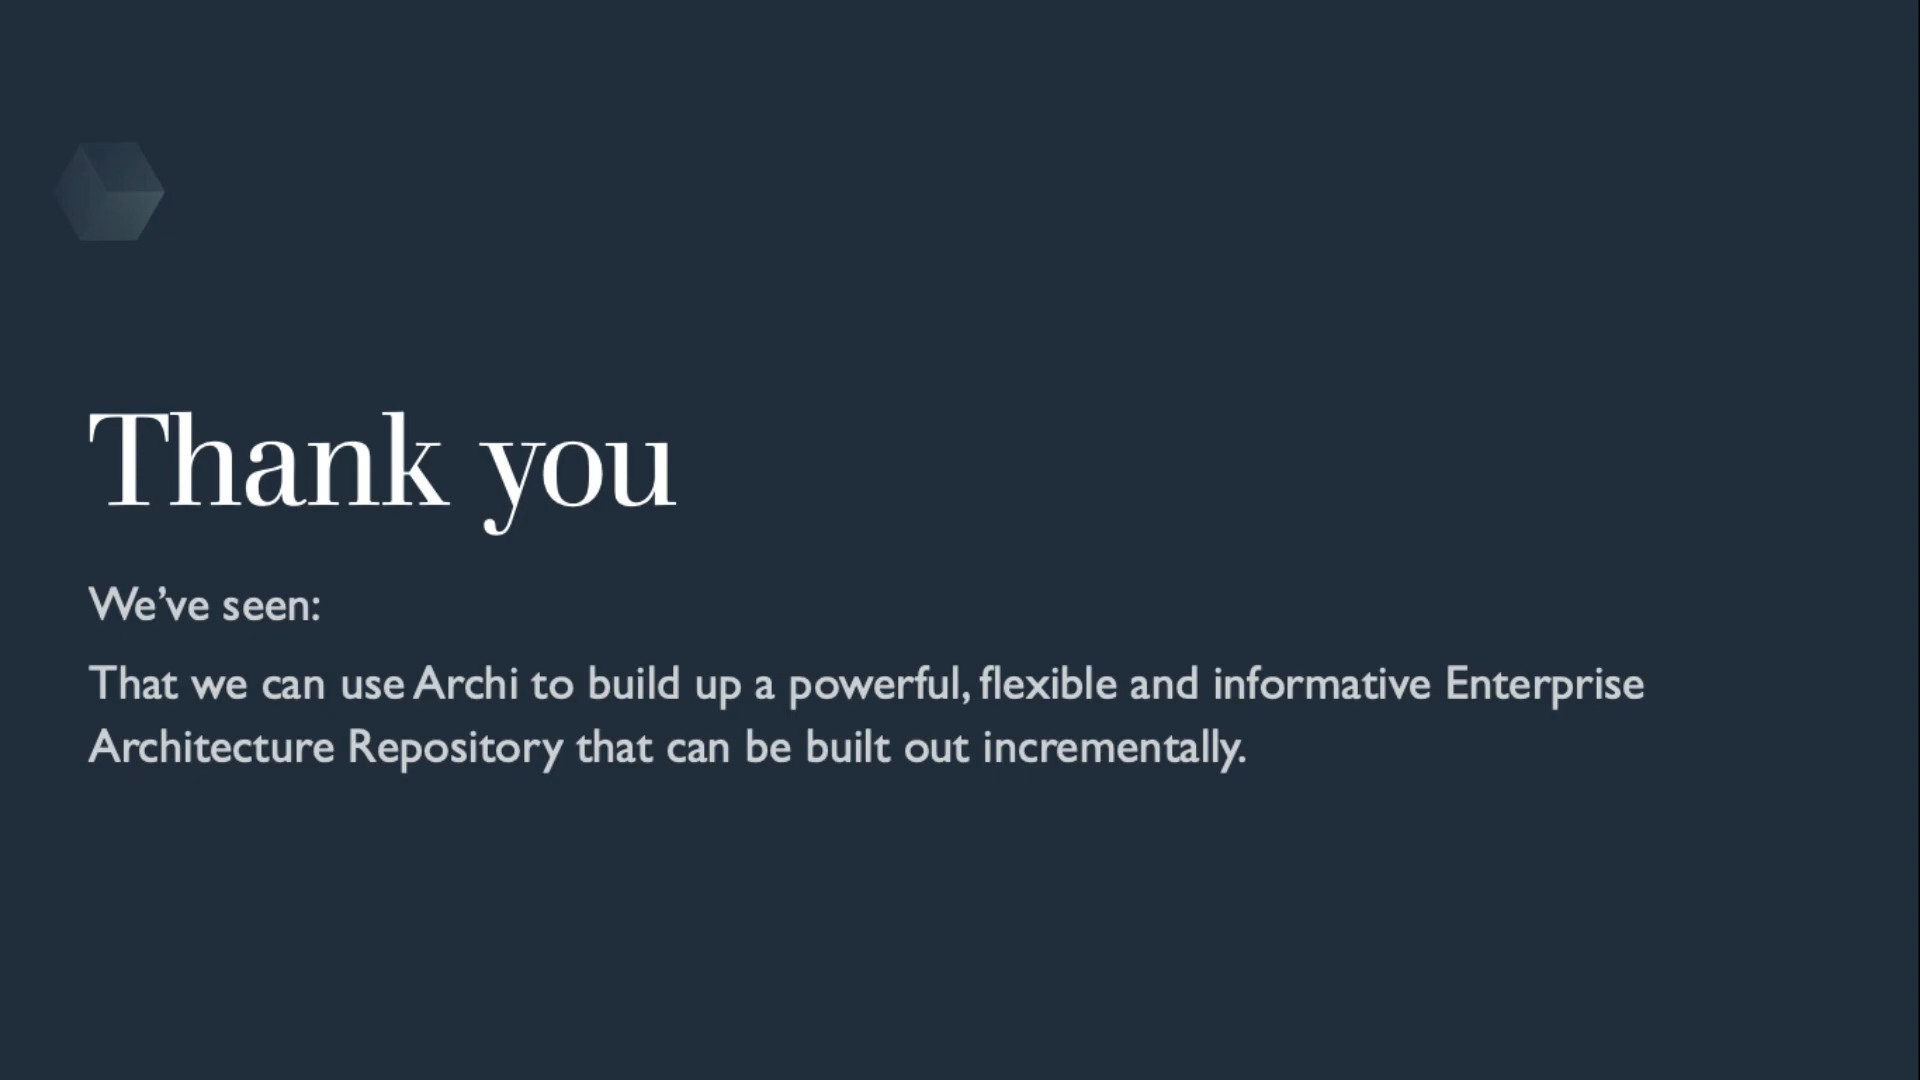 Thank you
We’ve seen:
That we can use Archi to build up a powerful, flexible and informative Enterprise
Architecture Repository that can be built out incrementally.